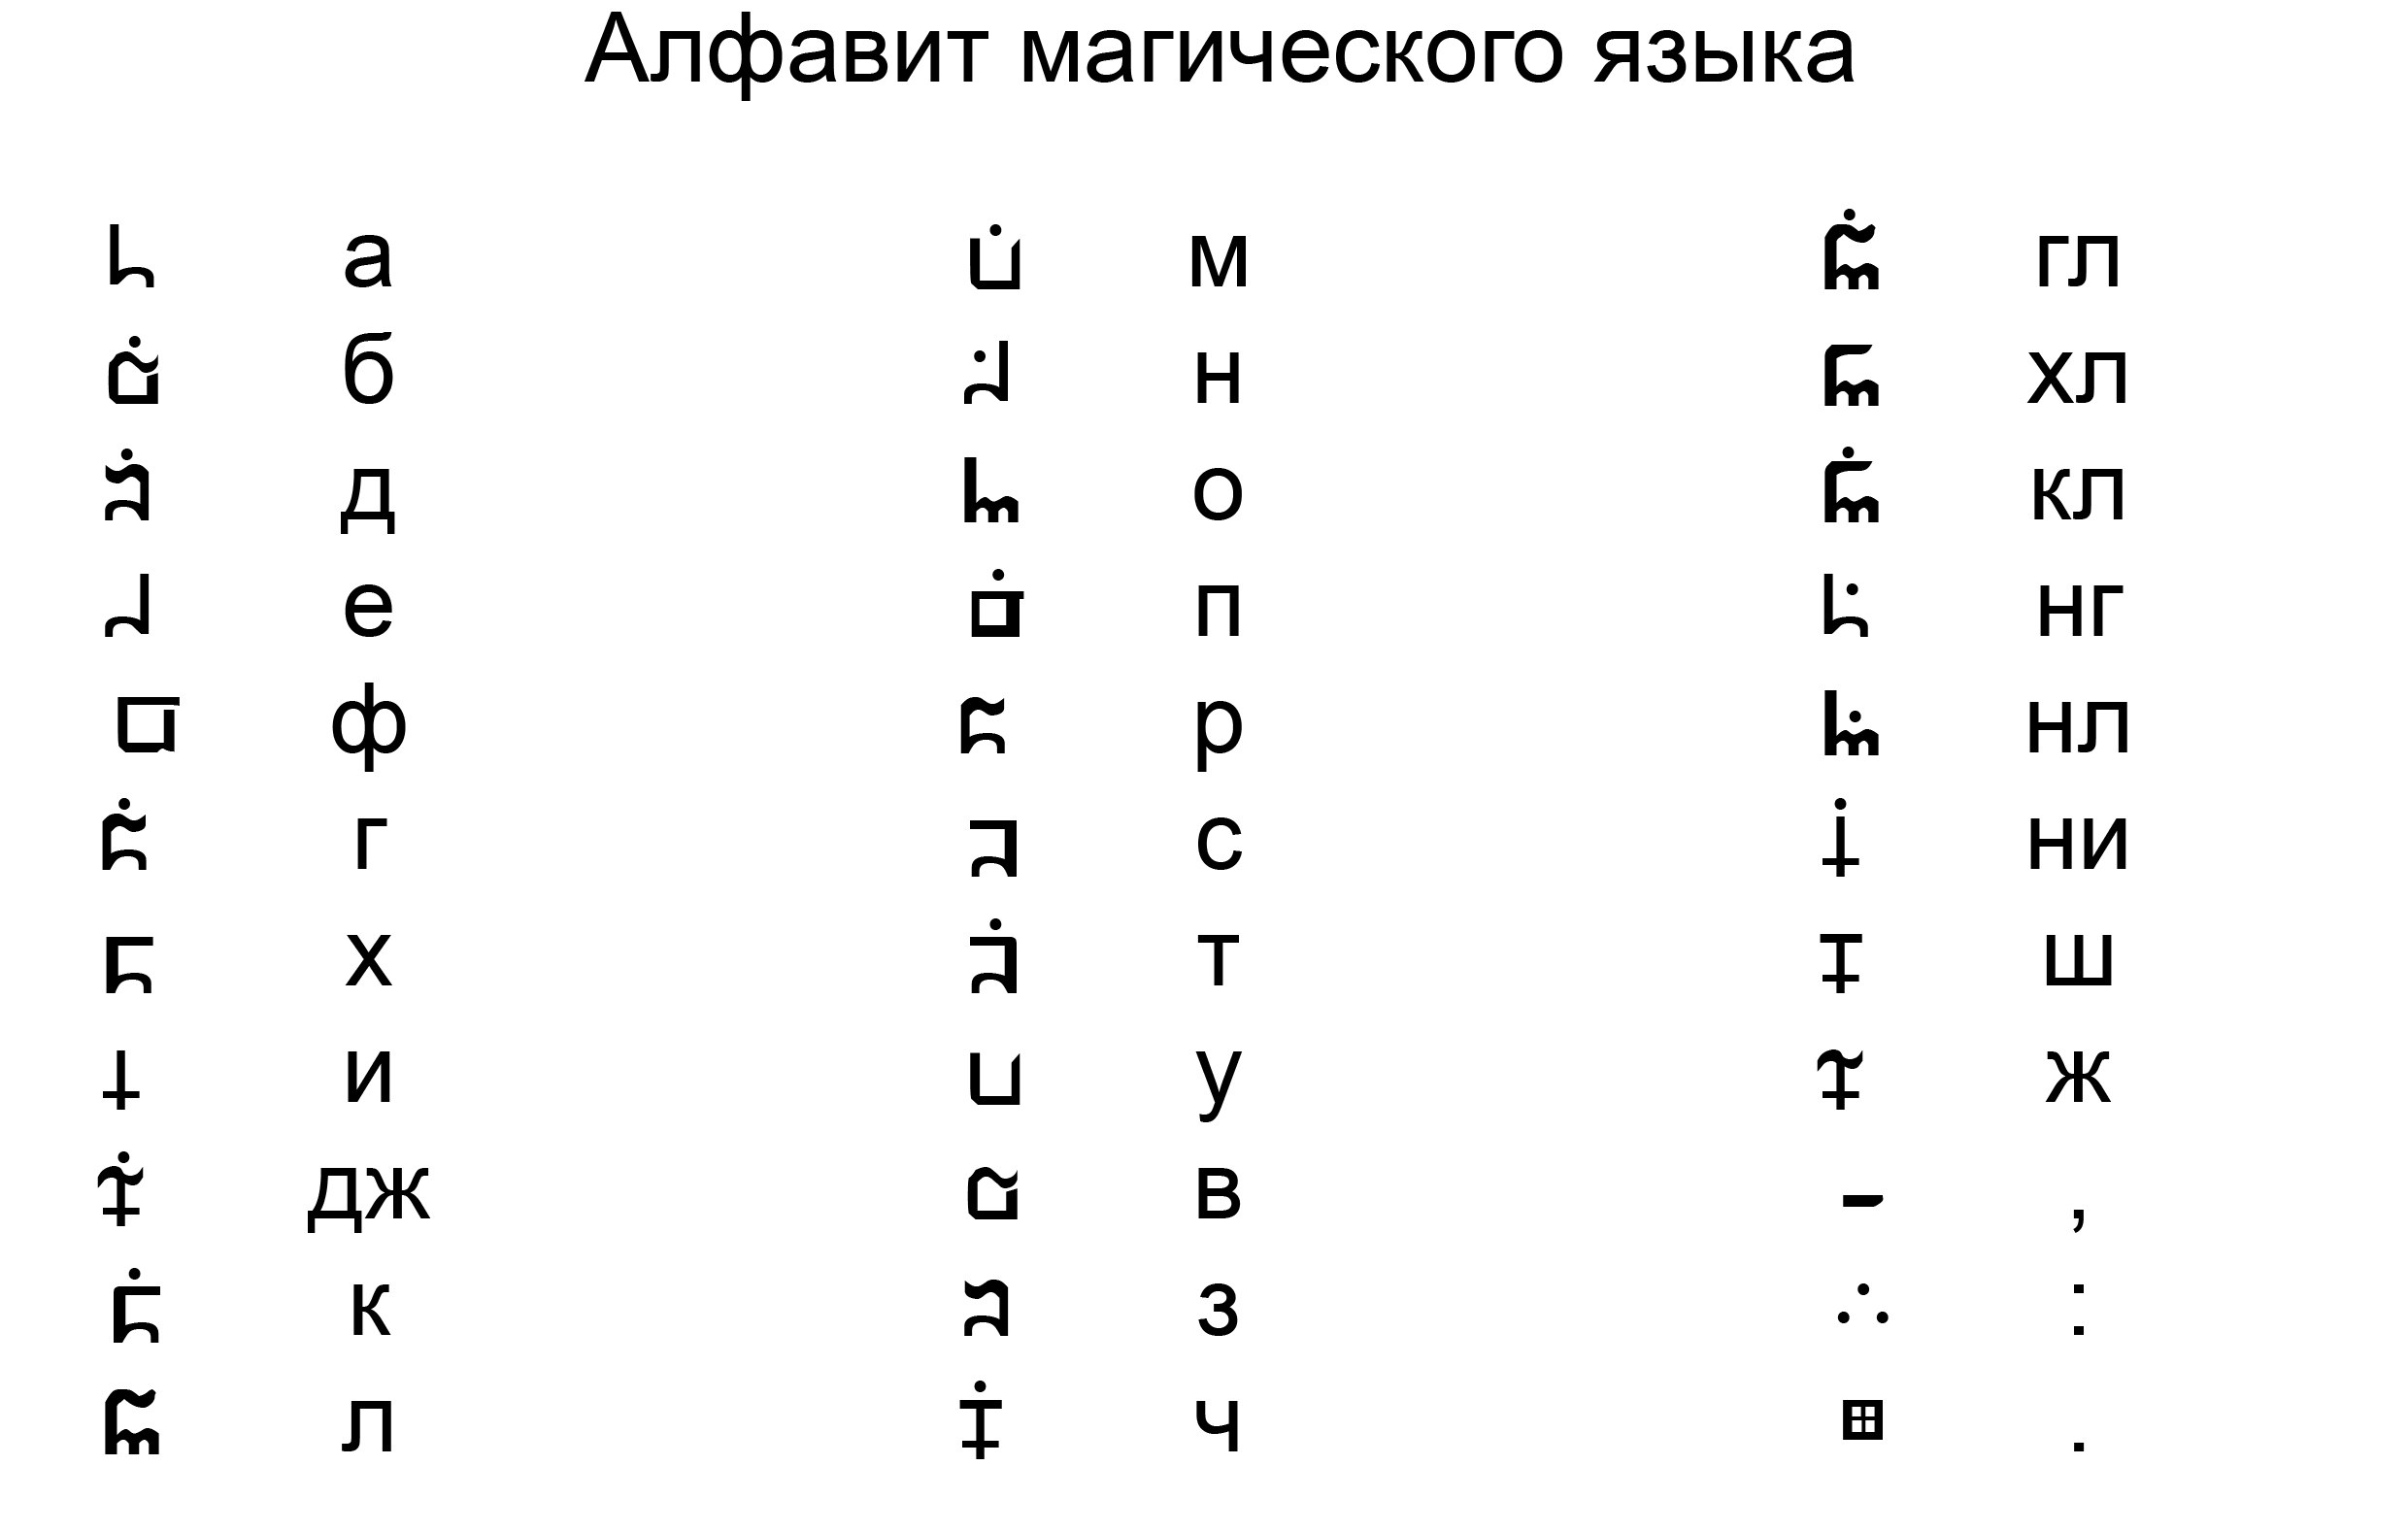 Алфавит магического языка
а м гл
б н хл
д о кл
е п нг
ф р нл
г с ни
х т ш
и у ж
дж в ,
к з :
л ч .